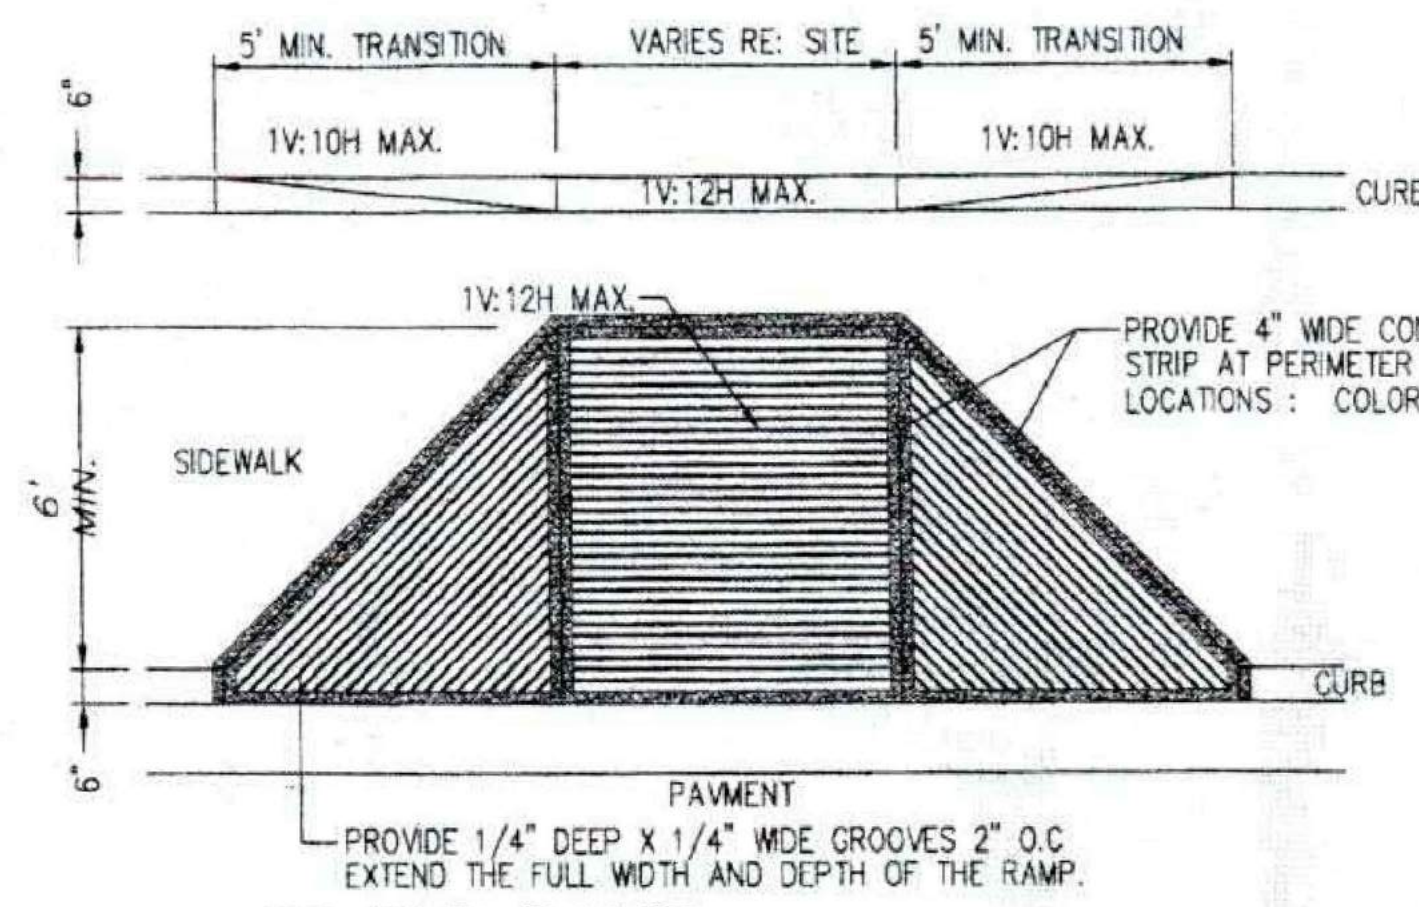 5' MIN. TRANSITION
VARIES RE: SITE
5' MIN. TRANSITION
6"
1V:10H MAX.
1V:10H MAX.
1V:12H MAX.
CURB
1V:12H MAX.
PROVIDE 4" WIDE
STRIP AT PERIMETER
LOCATIONS : COLOR
SIDEWALK
6'
MIN.
CURB
6"
PAVMENT
PROVIDE 1/4" DEEP X 1/4" WIDE GROOVES 2" O.C
EXTEND THE FULL WIDTH AND DEPTH OF THE RAMP.